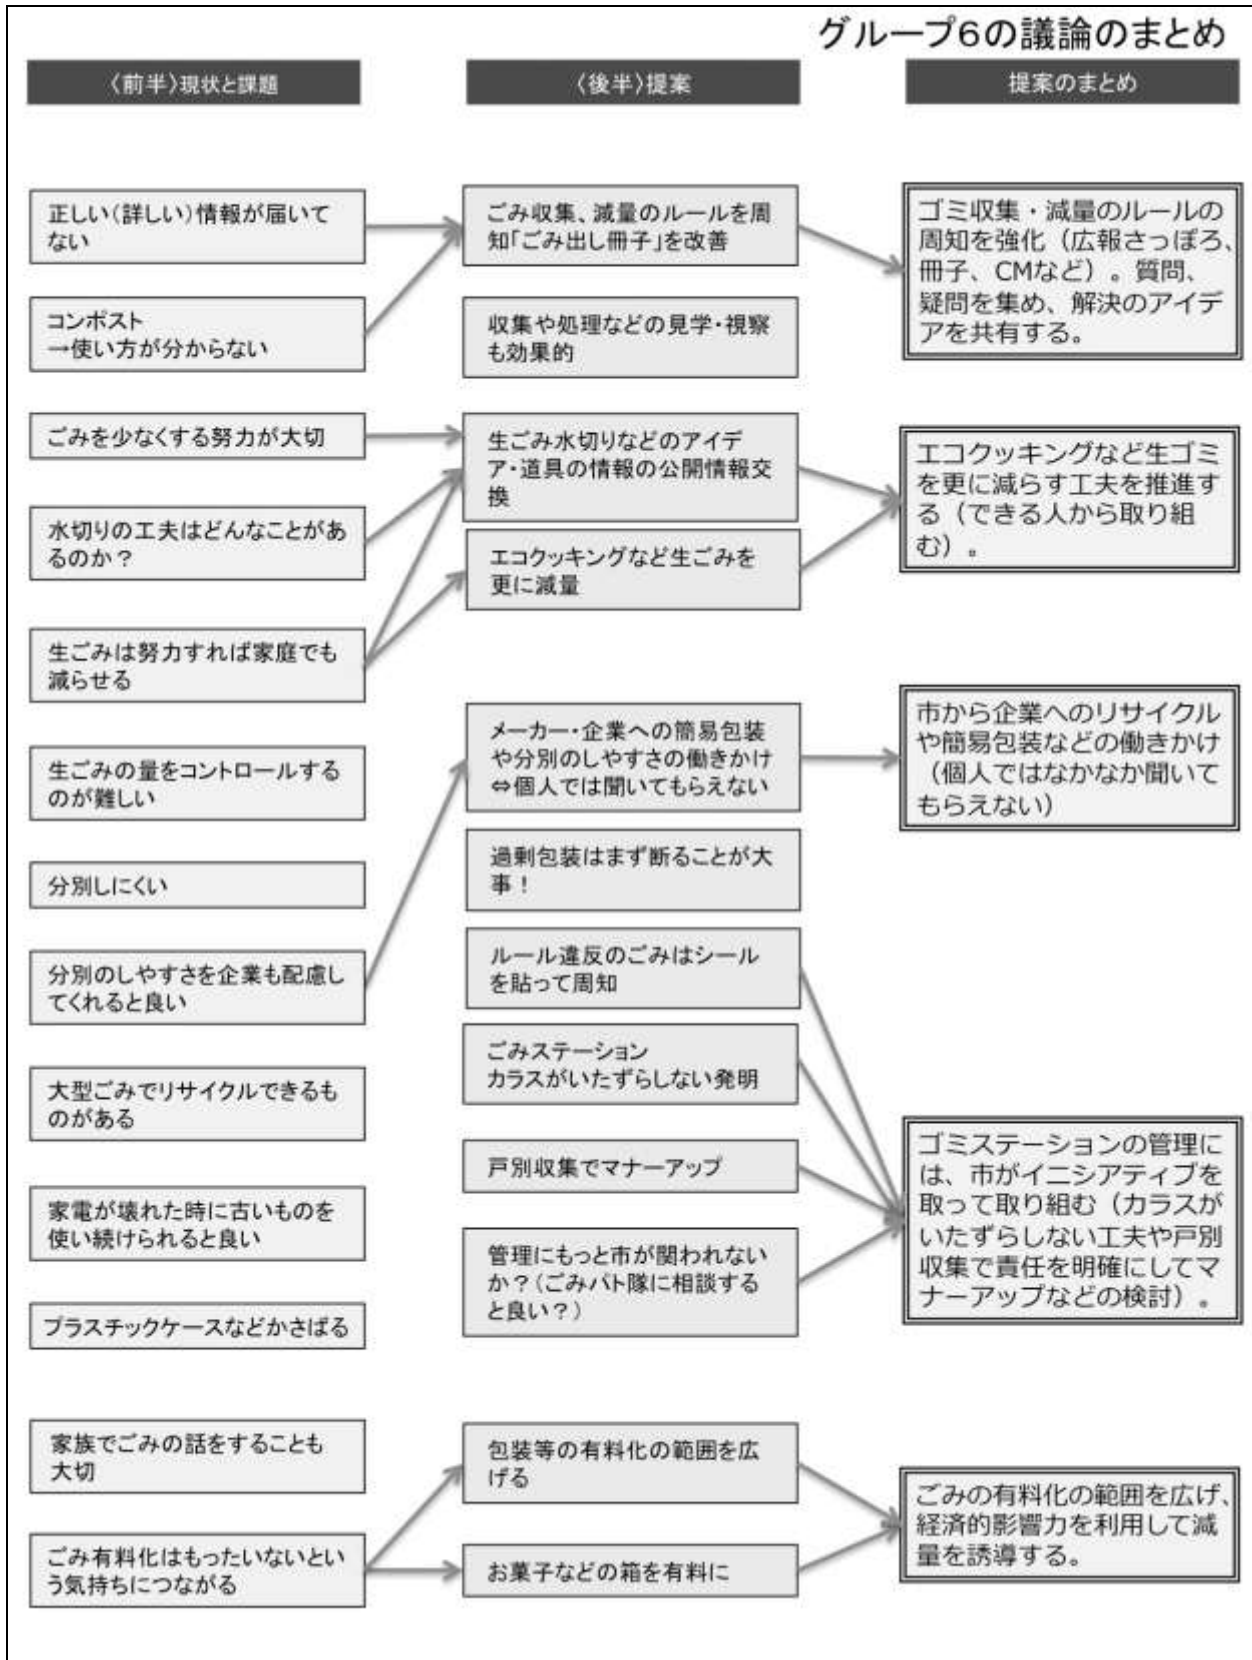 グループ6の議論のまとめ
〈前半〉現状と課題
〈後半〉提案
提案のまとめ
正しい(詳しい)情報が届いて
ない
コンポスト
→使い方が分からない
ごみを少なくする努力が大切
水切りの工夫はどんなことがあ
るのか？
生ごみは努力すれば家庭でも
減らせる
生ごみの量をコントロールする
のが難しい
分別しにくい
分別のしやすさを企業も配慮し
てくれると良い
大型ごみでリサイクルできるも
のがある
家電が壊れた時に古いものを
使い続けられると良い
プラスチックケースなどかさばる
家族でごみの話をすることも
大切
ごみ有料化はもったいないとい
う気持ちにつながる
ごみ収集、減量のルールを周
知「ごみ出し冊子」を改善
収集や処理などの見学・視察
も効果的
生ごみ水切りなどのアイデ
ア・道具の情報の公開情報交
換
エコクッキングなど生ごみを
更に減量
メーカー・企業への簡易包装
や分別のしやすさの働きかけ
⇔個人では聞いてもらえない
過剰包装はまず断ることが大
事！
ルール違反のごみはシール
を貼って周知
ごみステーション
カラスがいたずらしない発明
戸別収集でマナーアップ
管理にもっと市が関われない
か？(ごみパト隊に相談する
と良い？)
包装等の有料化の範囲を広
げる
お菓子などの箱を有料に
ゴミ収集・減量のルールの
周知を強化（広報さっぽろ、
冊子、CMなど）。質問、
疑問を集め、解決のアイデ
アを共有する。
エコクッキングなど生ゴミ
を更に減らす工夫を推進す
る（できる人から取り組
む）。
市から企業へのリサイクル
や簡易包装などの働きかけ
（個人ではなかなか聞いて
もらえない）
ゴミステーションの管理に
は、市がイニシアティブを
取って取り組む（カラスが
いたずらしない工夫や戸別
収集で責任を明確にしてマ
ナーアップなどの検討）。
ごみの有料化の範囲を広げ、
経済的影響力を利用して減
量を誘導する。